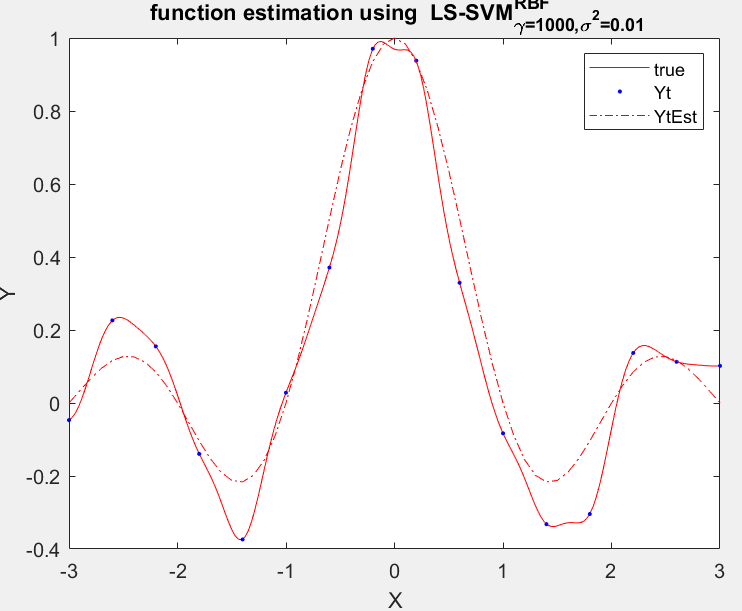 function estimation using LS-SVM^RBF_γ=1000,σ²=0.01
1
0.8
0.6
0.4
0.2
0
-0.2
-0.4
Y
true
Yt
YtEst
-3 -2 -1 0 1 2 3
X